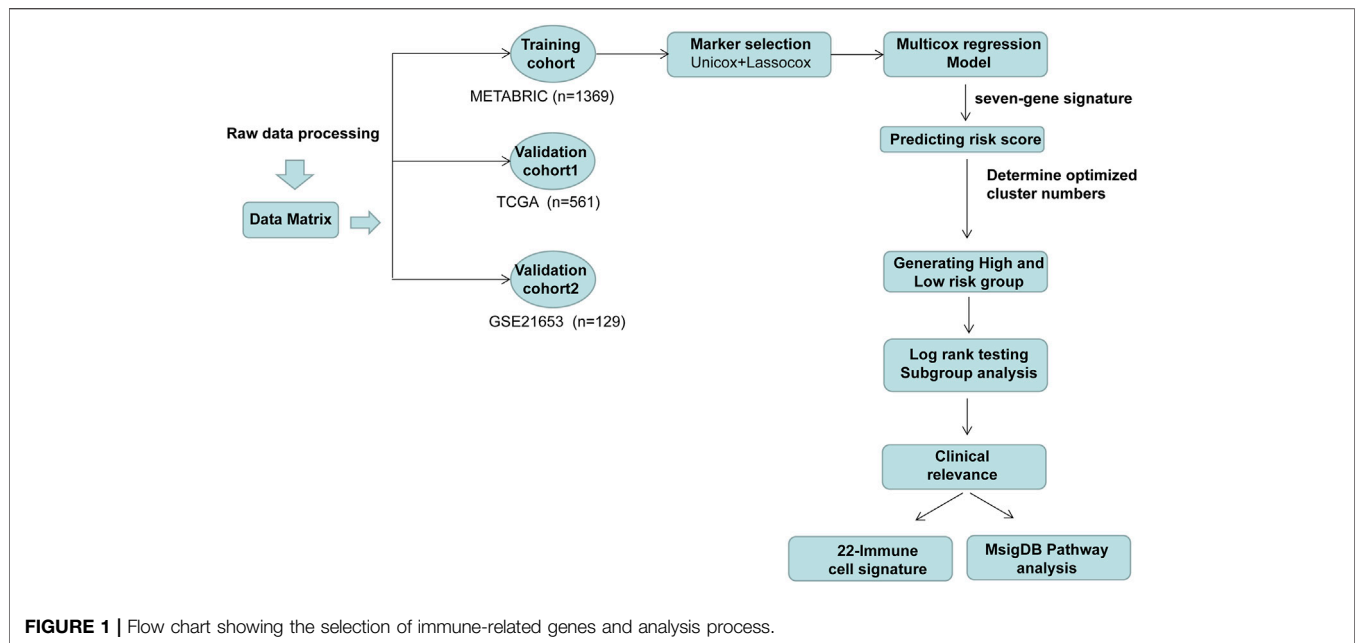 Raw data processing
Data Matrix
Training
cohort
METABRIC (n=1369)
Validation
cohort1
TCGA (n=561)
Validation
cohort2
GSE21653 (n=129)
Marker selection
Unicox+Lassocox
Multicox regression
Model
seven-gene signature
Predicting risk score
Determine optimized
cluster numbers
Generating High and
Low risk group
Log rank testing
Subgroup analysis
Clinical
relevance
22-Immune
cell signature
MsigDB Pathway
analysis
FIGURE 1 | Flow chart showing the selection of immune-related genes and analysis process.